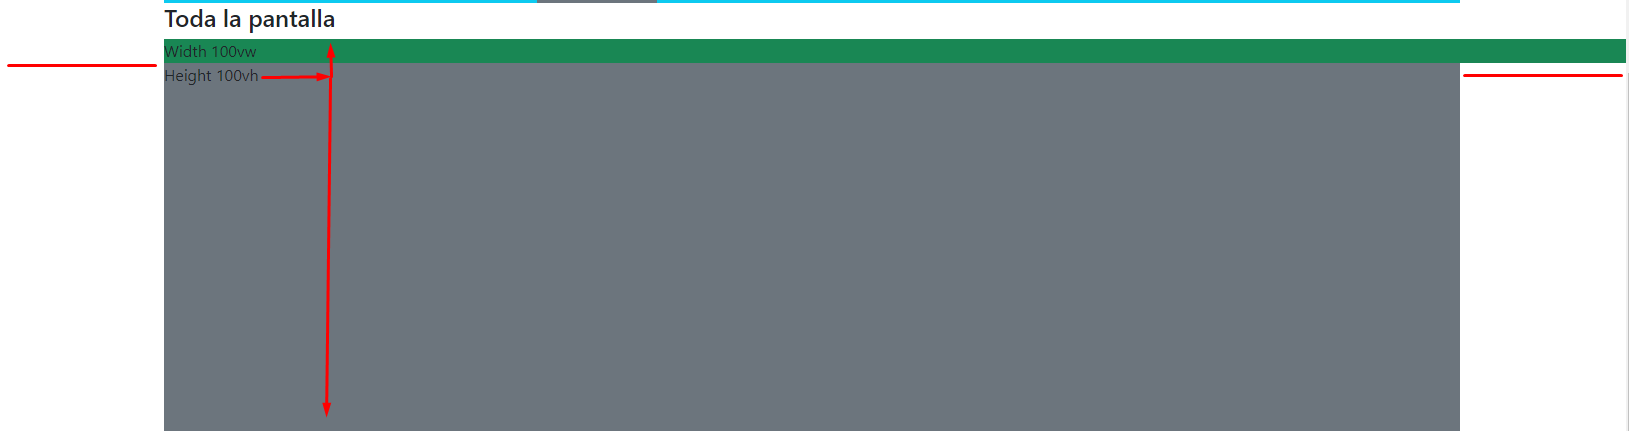 Toda la pantalla
Width 100vw
Height 100vh